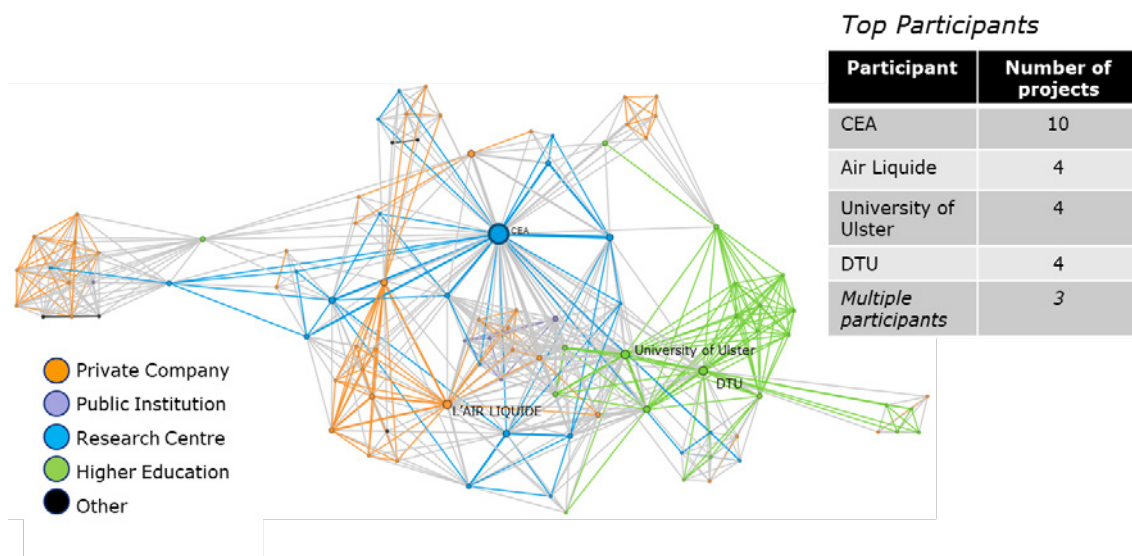 Top Participants
Participant
Number of
projects
CEA
10
Air Liquide
4
University of
Ulster
4
DTU
4
Multiple
participants
3
CEA
University of Ulster
DTU
L'AIR LIQUIDE
Private Company
Public Institution
Research Centre
Higher Education
Other